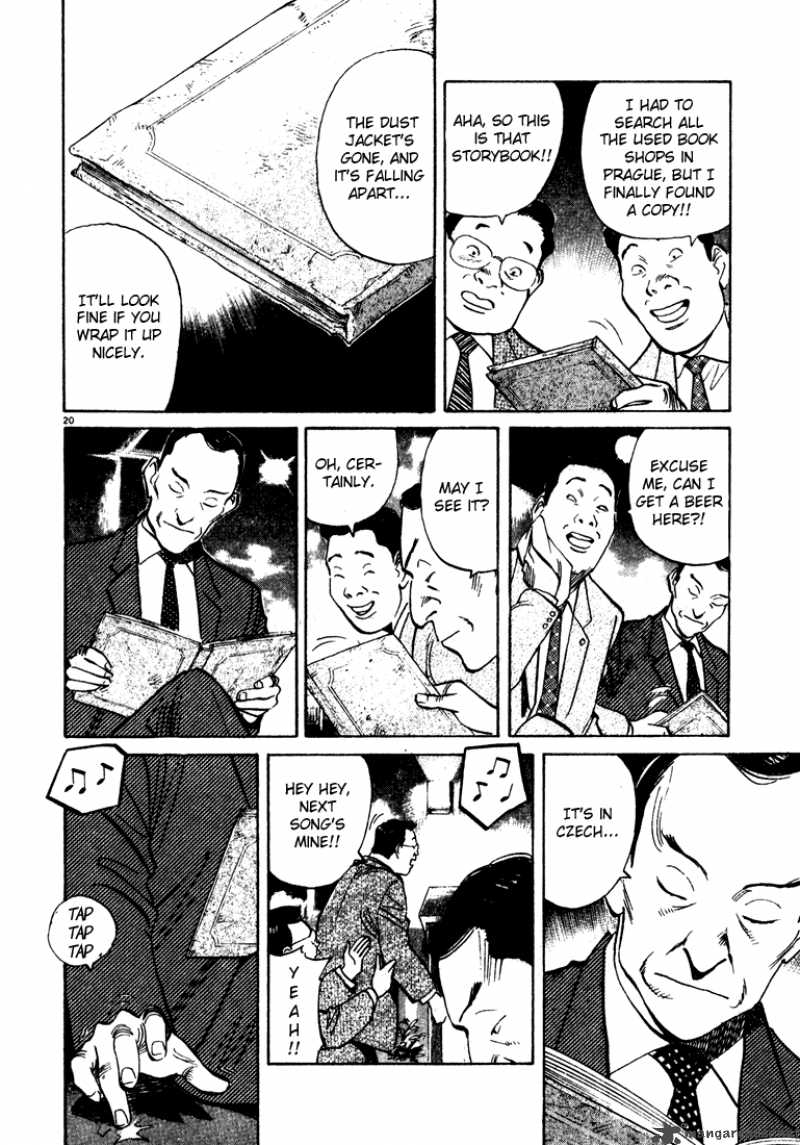 I HAD TO
SEARCH ALL
THE USED BOOK
SHOPS IN
PRAGUE, BUT I
FINALLY FOUND
A COPY!!
AHA, SO THIS
IS THAT
STORYBOOK!!
THE DUST
JACKET'S
GONE, AND
IT'S FALLING
APART...
IT'LL LOOK
FINE IF YOU
WRAP IT UP
NICELY.
20
EXCUSE
ME, CAN I
GET A BEER
HERE?!
MAY I
SEE IT?
OH, CER-
TAINLY.
IT'S IN
CZECH...
HEY HEY,
NEXT
SONG'S
MINE!!
YEAH!!
TAP
TAP
TAP